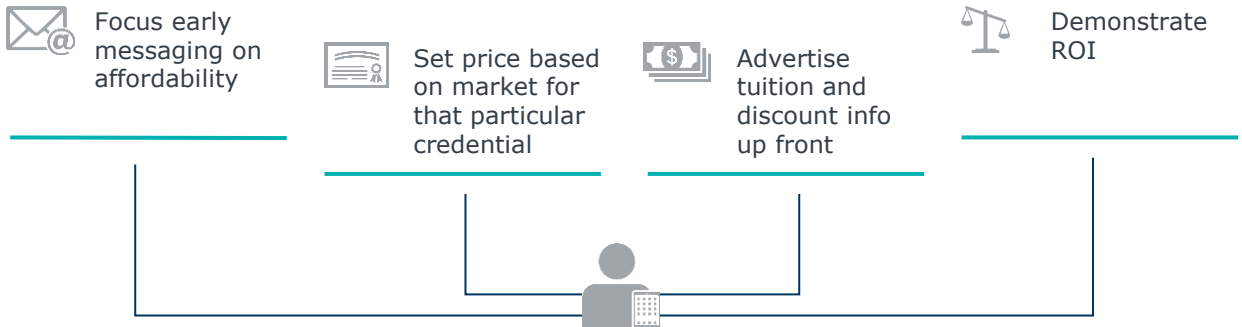 Focus early
messaging on
affordability
Set price based
on market for
that particular
credential
Advertise
tuition and
discount info
up front
Demonstrate
ROI